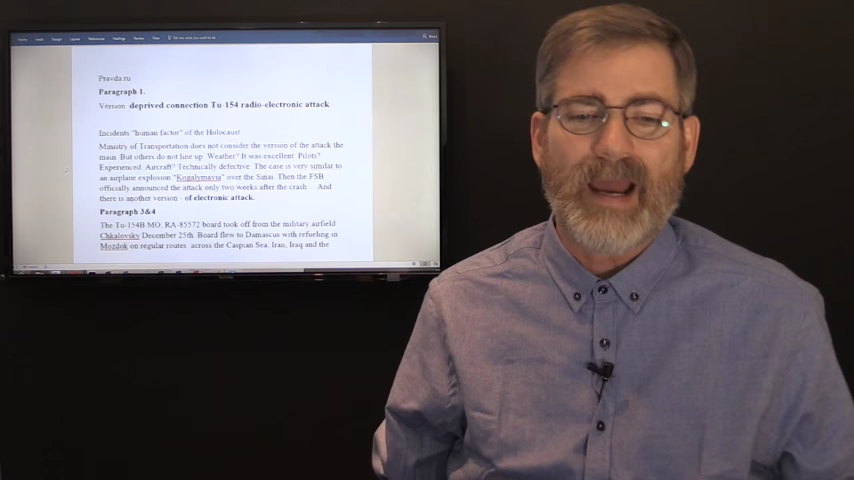 Pravda.ru
Paragraph 1.
Version deprived connection Tu-154 radio-electronic attack
Incidents "human factor" of the Holocaust
Ministry of Transportation does not consider the version of the attack the
main. But others do not line up. Weather? It was excellent. Pilots?
Experienced. Aircraft? Technically defective. The case is very similar to
an airplane explosion "Kogalymavia" over the Sinai. Then the FSB
officially announced the attack only two weeks after the crash ... And
there is another version - of electronic attack.
Paragraph 3&4
The Tu-154B MO, RA-85572 board took off from the military airfield
Chkalovsky December 25th. Board flew to Damascus with refueling in
Mozdok on regular routes across the Caspian Sea, Iran, Iraq and the